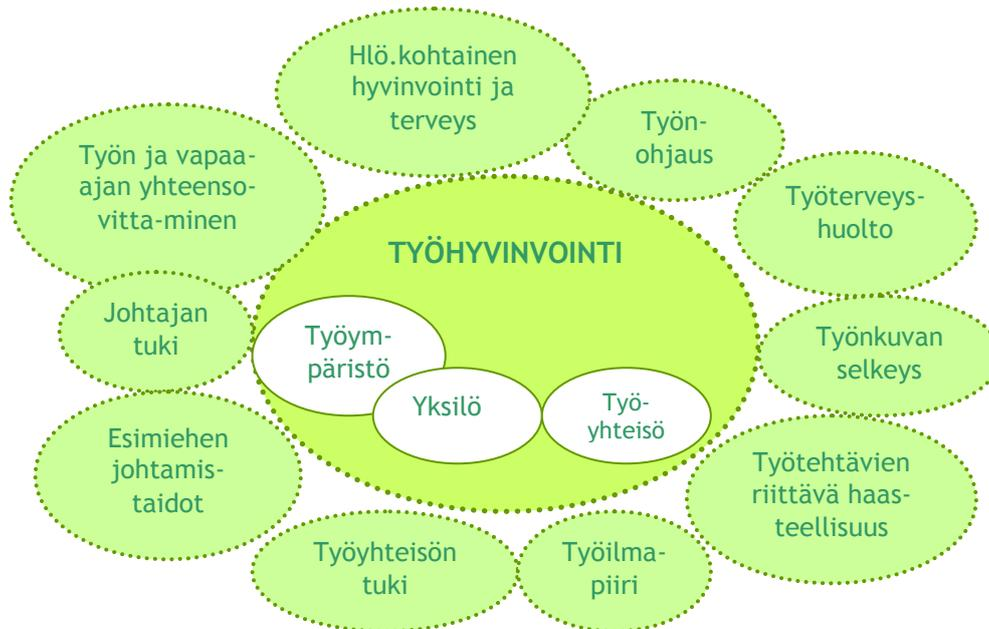 Hlö.kohtainen
hyvinvointi ja
terveys
Työn-
ohjaus
Työn ja vapaa-
ajan yhteenso-
vitta-minen
Työterveys-
huolto
TYÖHYVINVOINTI
Johtajan
tuki
Työym-
päristö
Yksilö
Työ-
yhteisö
Työnkuvan
selkeys
Esimiehen
johtamis-
taidot
Työtehtävien
riittävä haas-
teellisuus
Työyhteisön
tuki
Työilma-
piiri